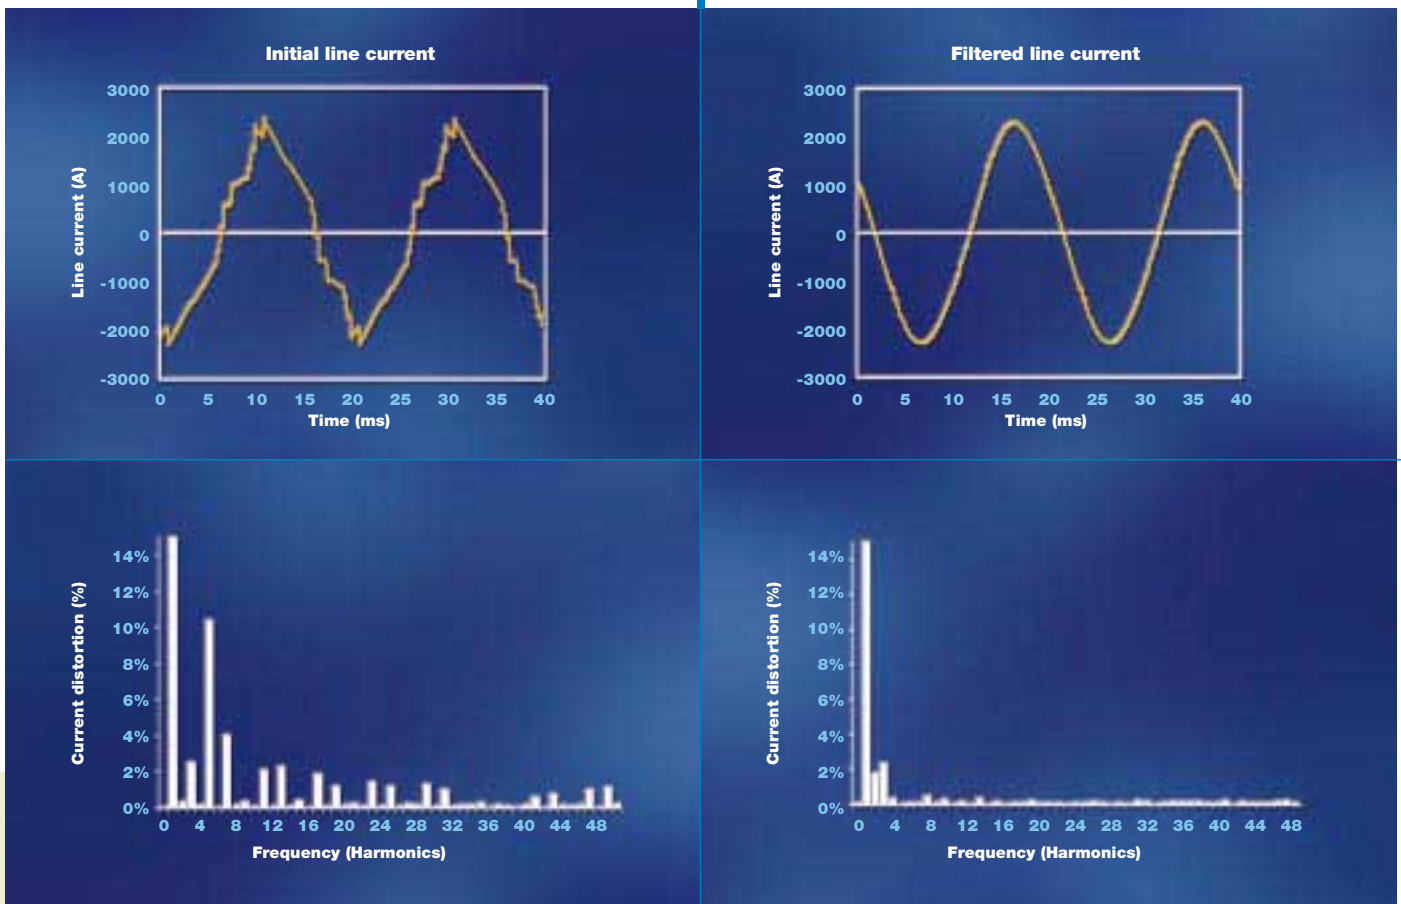 Initial line current
3000
2000
1000
0
-1000
-2000
-3000
Line current (A)
0 5 10 15 20 25 30 35 40
Time (ms)
Filtered line current
3000
2000
1000
0
-1000
-2000
-3000
Line current (A)
0 5 10 15 20 25 30 35 40
Time (ms)
14%
12%
10%
8%
6%
4%
2%
0%
Current distortion (%)
0 4 8 12 16 20 24 28 32 36 40 44 48
Frequency (Harmonics)
14%
12%
10%
8%
6%
4%
2%
0%
Current distortion (%)
0 4 8 12 16 20 24 28 32 36 40 44 48
Frequency (Harmonics)